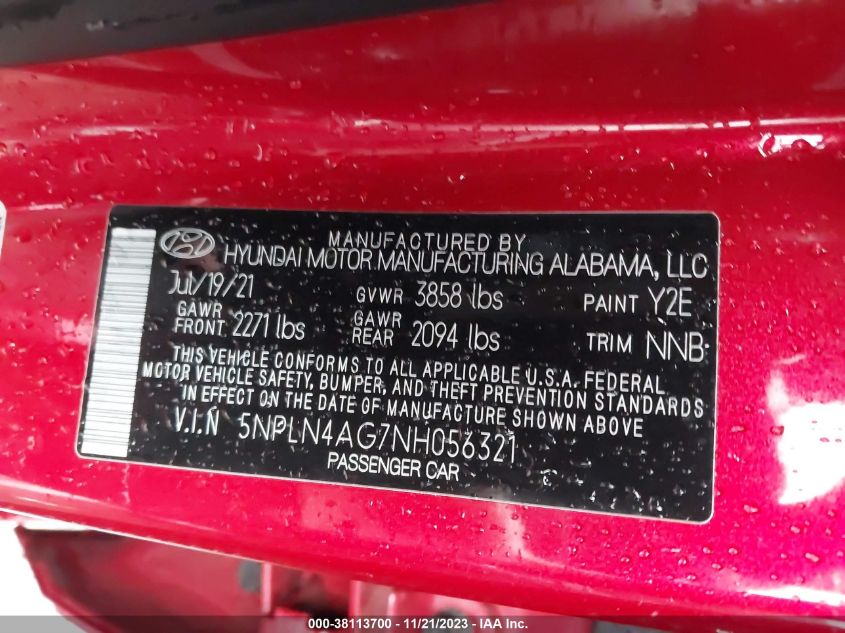 MANUFACTURED BY
HYUNDAI MOTOR MANUFACTURING ALABAMA, LLC
Jul/19/21 GVWR 3858 lbs PAINT Y2E
GAWR FRONT 2271 lbs GAWR REAR 2094 lbs TRIM NNB
THIS VEHICLE CONFORMS TO ALL APPLICABLE U.S.A. FEDERAL
MOTOR VEHICLE SAFETY, BUMPER, AND THEFT PREVENTION STANDARDS
IN EFFECT ON THE DATE OF MANUFACTURE SHOWN ABOVE
V.I.N 5NPLN4AG7NH056321
PASSENGER CAR
000-38113700 - 11/21/2023 - IAA Inc.